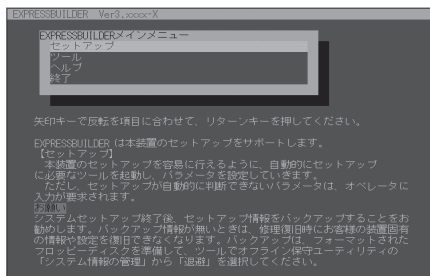 EXPRESSBUILDER Ver3.xxxx-X
EXPRESSBUILDERメインメニュー
セットアップ
ツール
ヘルプ
終了
矢印キーで反転を項目に合わせて、リターンキーを押してください。
EXPRESSBUILDER は本装置のセットアップをサポートします。
【セットアップ】
本装置のセットアップを容易に行えるように、自動的にセットアップ
に必要なツールを起動し、パラメータを設定していきます。
ただし、セットアップが自動的に判断できないパラメータは、オペレータに
入力が要求されます。
お願い
システムセットアップ終了後、セットアップ情報をバックアップすることをお
勧めします。バックアップ情報が無いときは、修理復旧時にお客様の装置固有
の情報や設定を復旧できなくなります。バックアップは、フォーマットされた
フロッピーディスクを準備して、ツールでオフライン保守ユーティリティの
「システム情報の管理」から「退避」を選択してください。